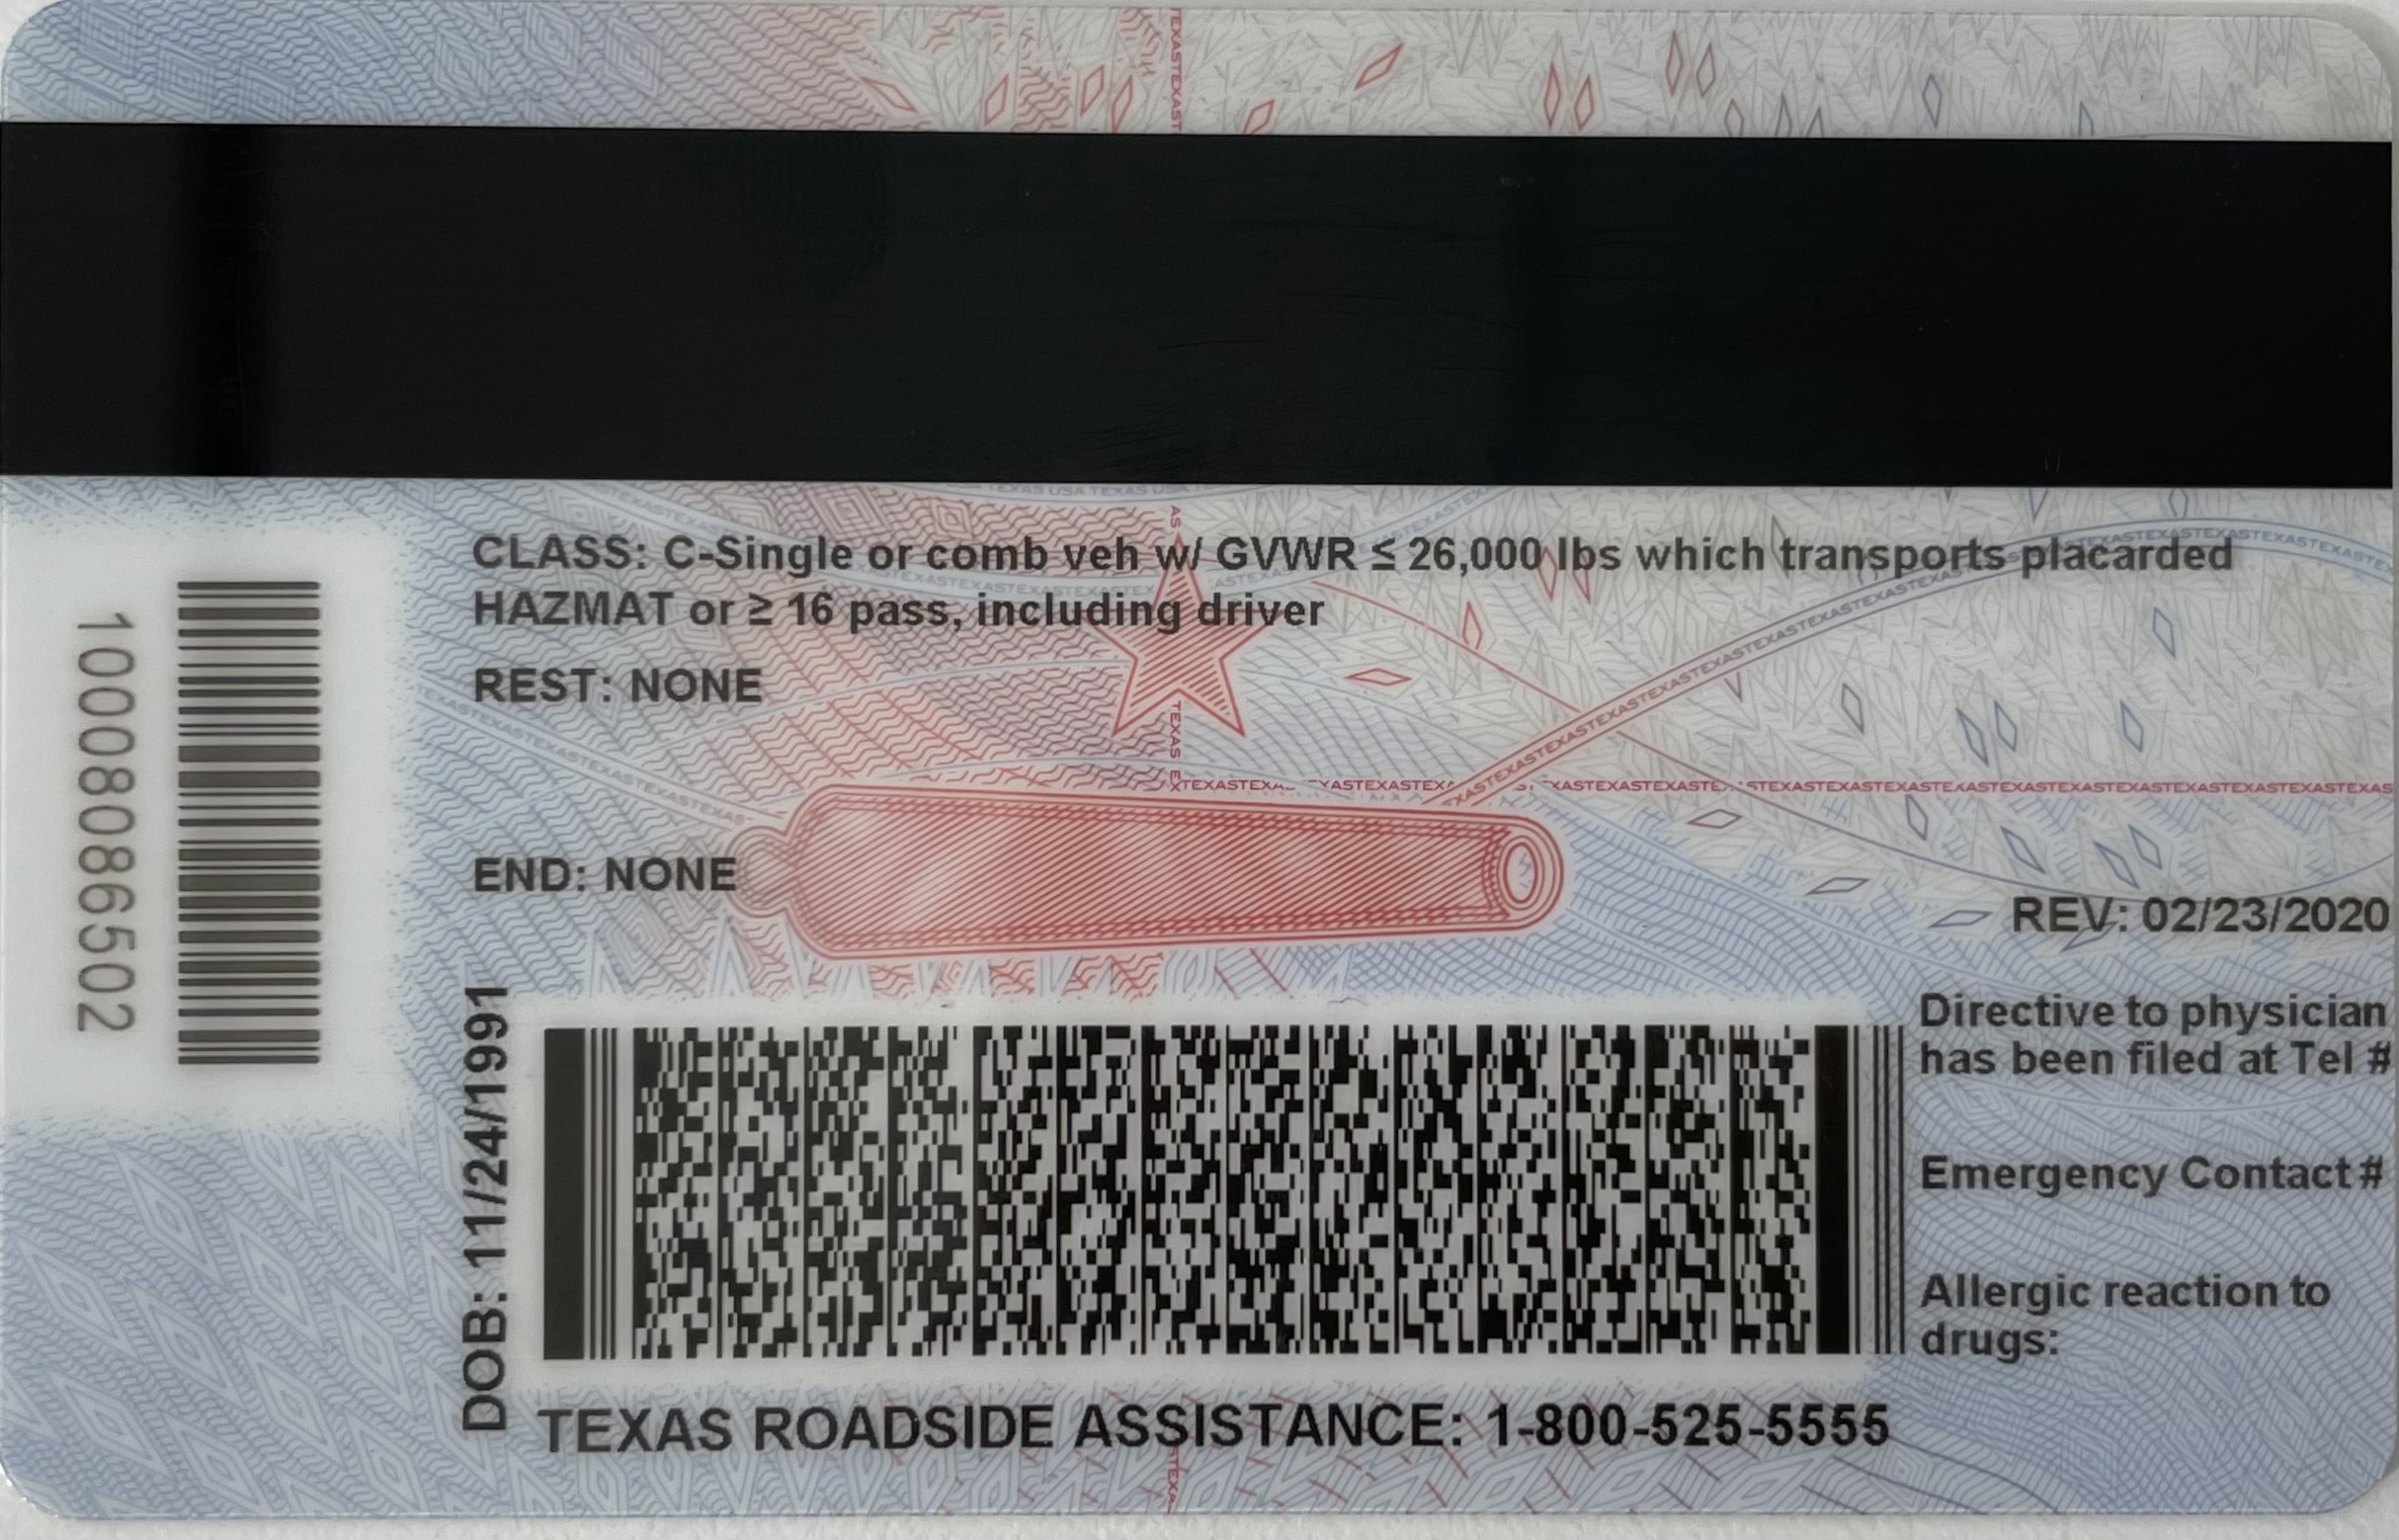 CLASS: C-Single or comb veh w/ GVWR ≤ 26,000 lbs which transports placarded
HAZMAT or ≥ 16 pass, including driver
REST: NONE
END: NONE
REV: 02/23/2020
10008086502
DOB: 11/24/1991
Directive to physician
has been filed at Tel #
Emergency Contact #
Allergic reaction to
drugs:
TEXAS ROADSIDE ASSISTANCE: 1-800-525-5555